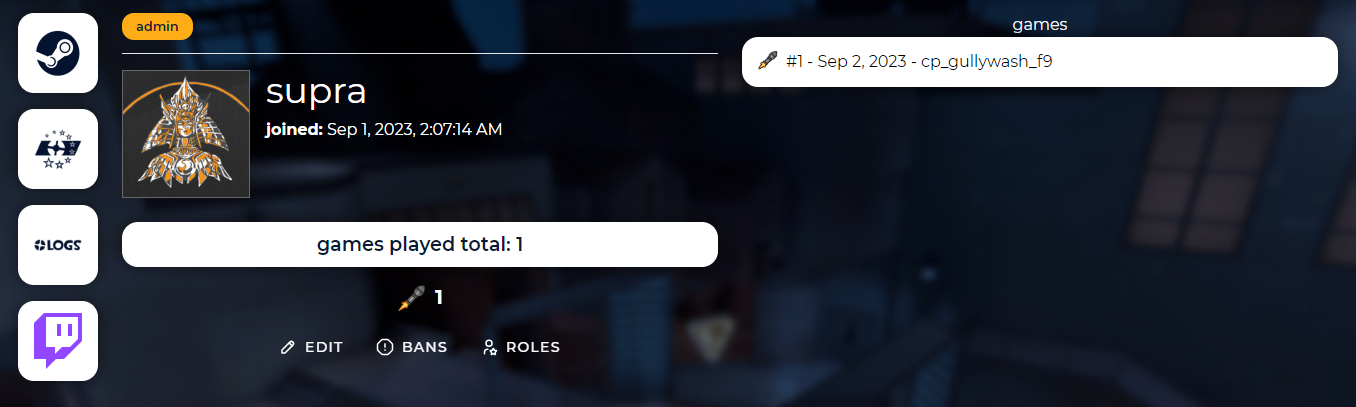 admin
supra
joined: Sep 1, 2023, 2:07:14 AM
LOGS
games played total: 1
1
EDIT BANS ROLES
games
#1 - Sep 2, 2023 - cp_gullywash_f9